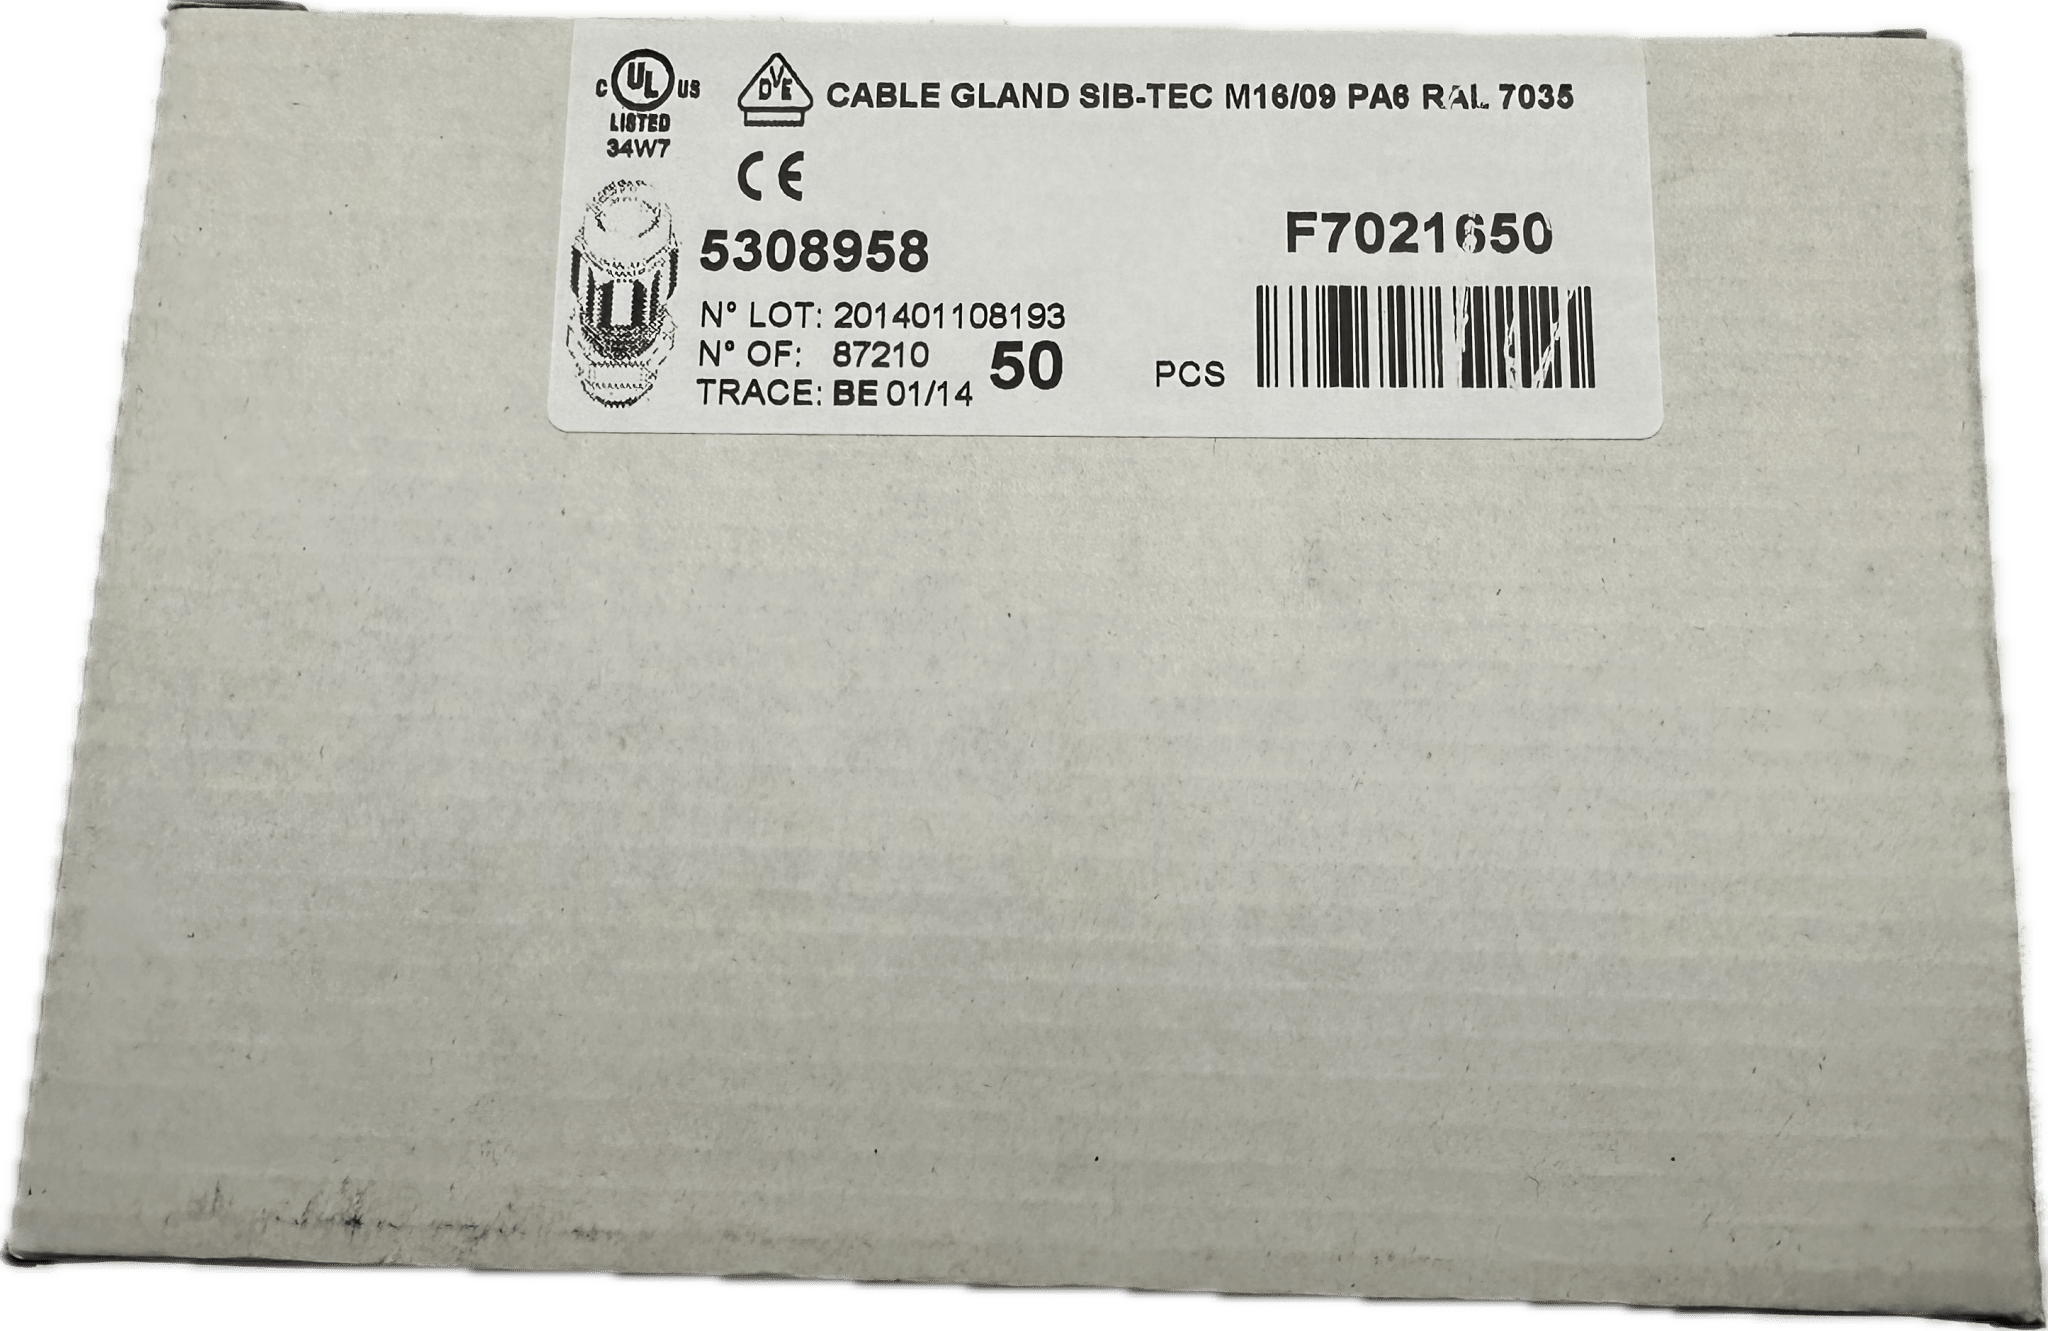 C UL US
LISTED
34W7
DVE
CABLE GLAND SIB-TEC M16/09 PA6 RAL 7035
CE
5308958
F7021650
N° LOT: 201401108193
N° OF: 87210
50 PCS
TRACE: BE 01/14